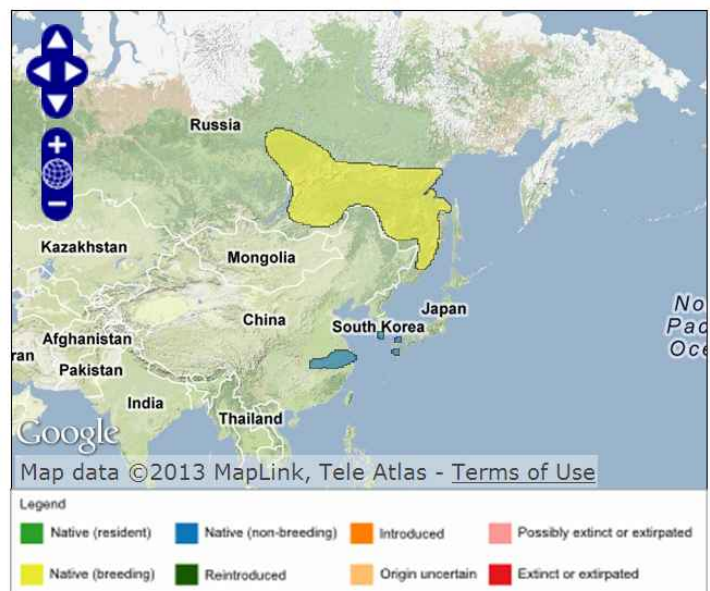 Russia
Kazakhstan
Mongolia
China
Japan
South Korea
No
Pac
Oce
Afghanistan
ran
Pakistan
India
Thailand
Google
Map data ©2013 MapLink, Tele Atlas - Terms of Use
Legend
Native (resident) Native (non-breeding) Introduced Possibly extinct or extirpated
Native (breeding) Reintroduced Origin uncertain Extinct or extirpated